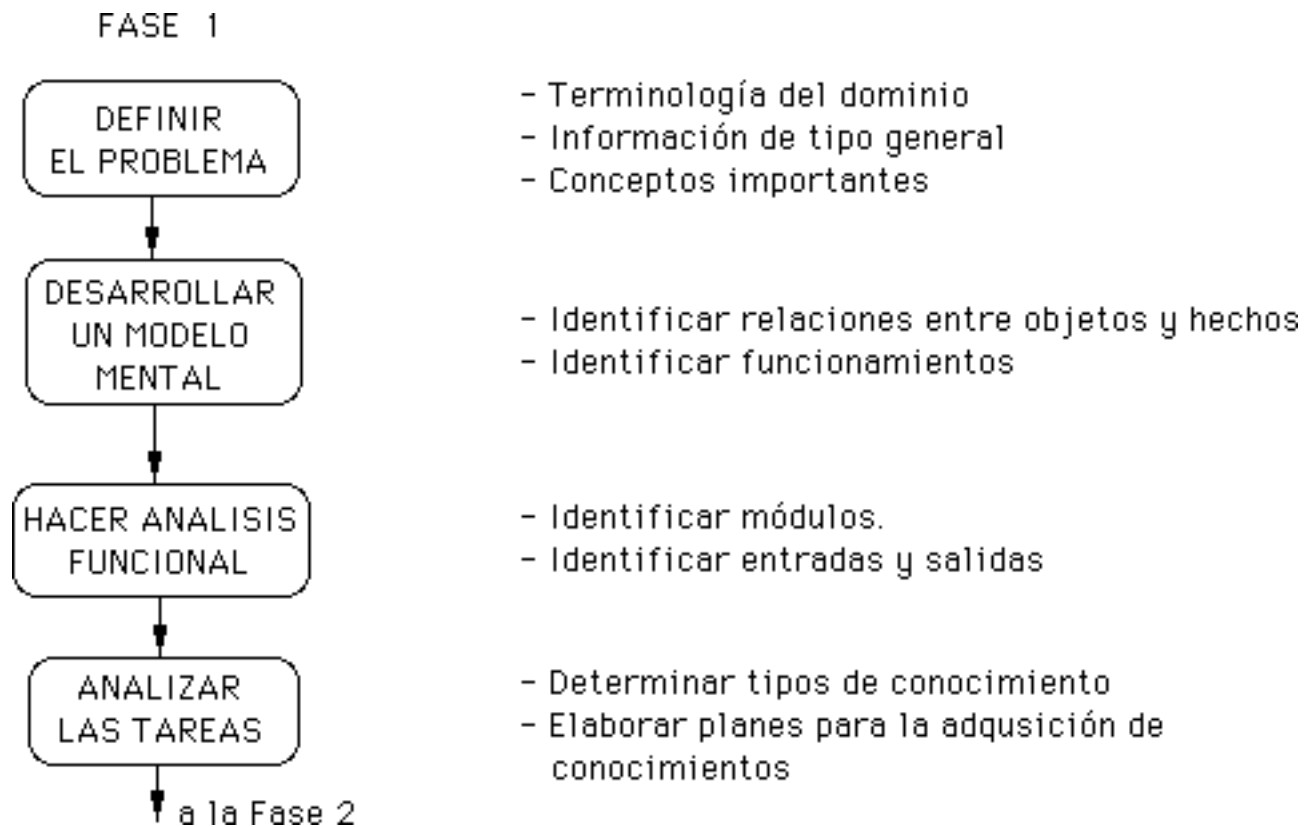 FASE 1
DEFINIR
EL PROBLEMA
- Terminología del dominio
- Información de tipo general
- Conceptos importantes
DESARROLLAR
UN MODELO
MENTAL
- Identificar relaciones entre objetos y hechos
- Identificar funcionamientos
HACER ANALISIS
FUNCIONAL
- Identificar módulos.
- Identificar entradas y salidas
ANALIZAR
LAS TAREAS
- Determinar tipos de conocimiento
- Elaborar planes para la adqusición de
conocimientos
a la Fase 2